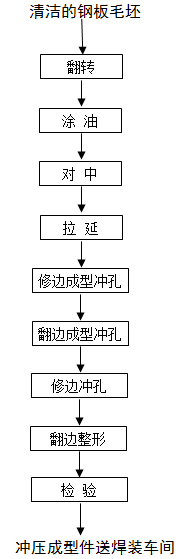 清洁的钢板毛坯
翻转
涂 油
对 中
拉 延
修边成型冲孔
翻边成型冲孔
修边冲孔
翻边整形
检 验
冲压成型件送焊装车间